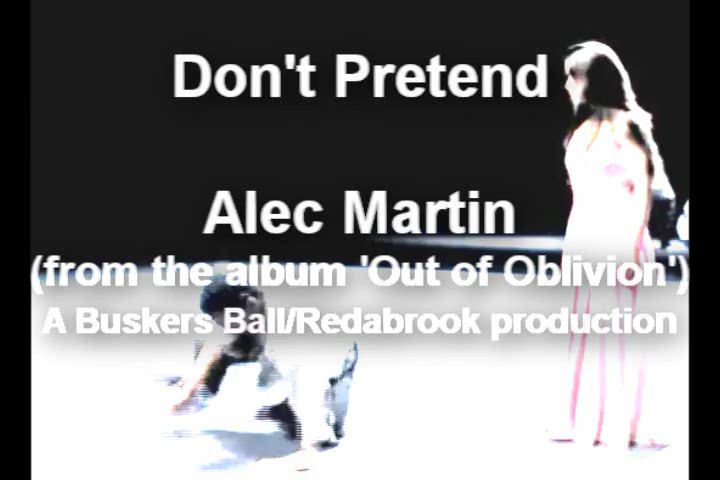 Don't Pretend
Alec Martin
(from the album 'Out of Oblivion')
A Buskers Ball/Redabrook production